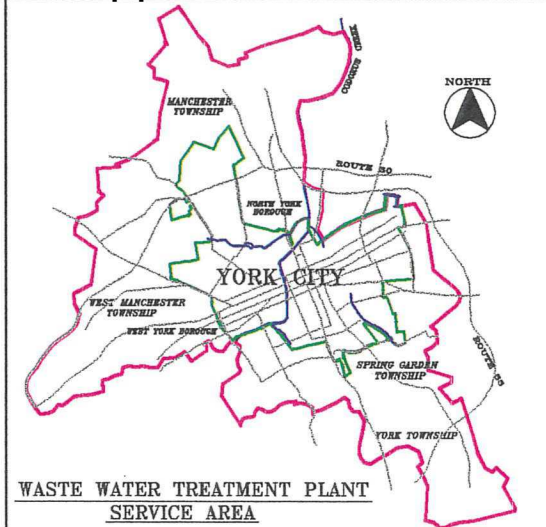 NORTH
CODORUS CREEK
MANCHESTER
TOWNSHIP
ROUTE 30
NORTH YORK
BOROUGH
YORK CITY
WEST MANCHESTER
TOWNSHIP
WEST YORK BOROUGH
SPRING GARDEN
TOWNSHIP
ROUTE 83
YORK TOWNSHIP
WASTE WATER TREATMENT PLANT
SERVICE AREA